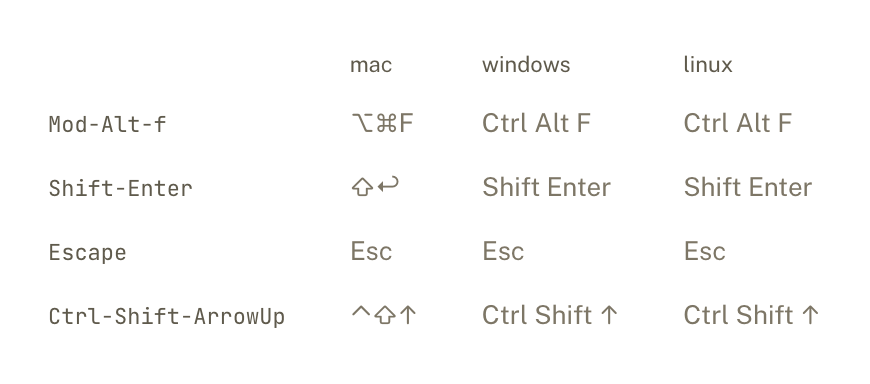 mac windows linux
Mod-Alt-f ⌥⌘F Ctrl Alt F Ctrl Alt F
Shift-Enter ⇧↩ Shift Enter Shift Enter
Escape Esc Esc Esc
Ctrl-Shift-ArrowUp ⌃⇧↑ Ctrl Shift ↑ Ctrl Shift ↑